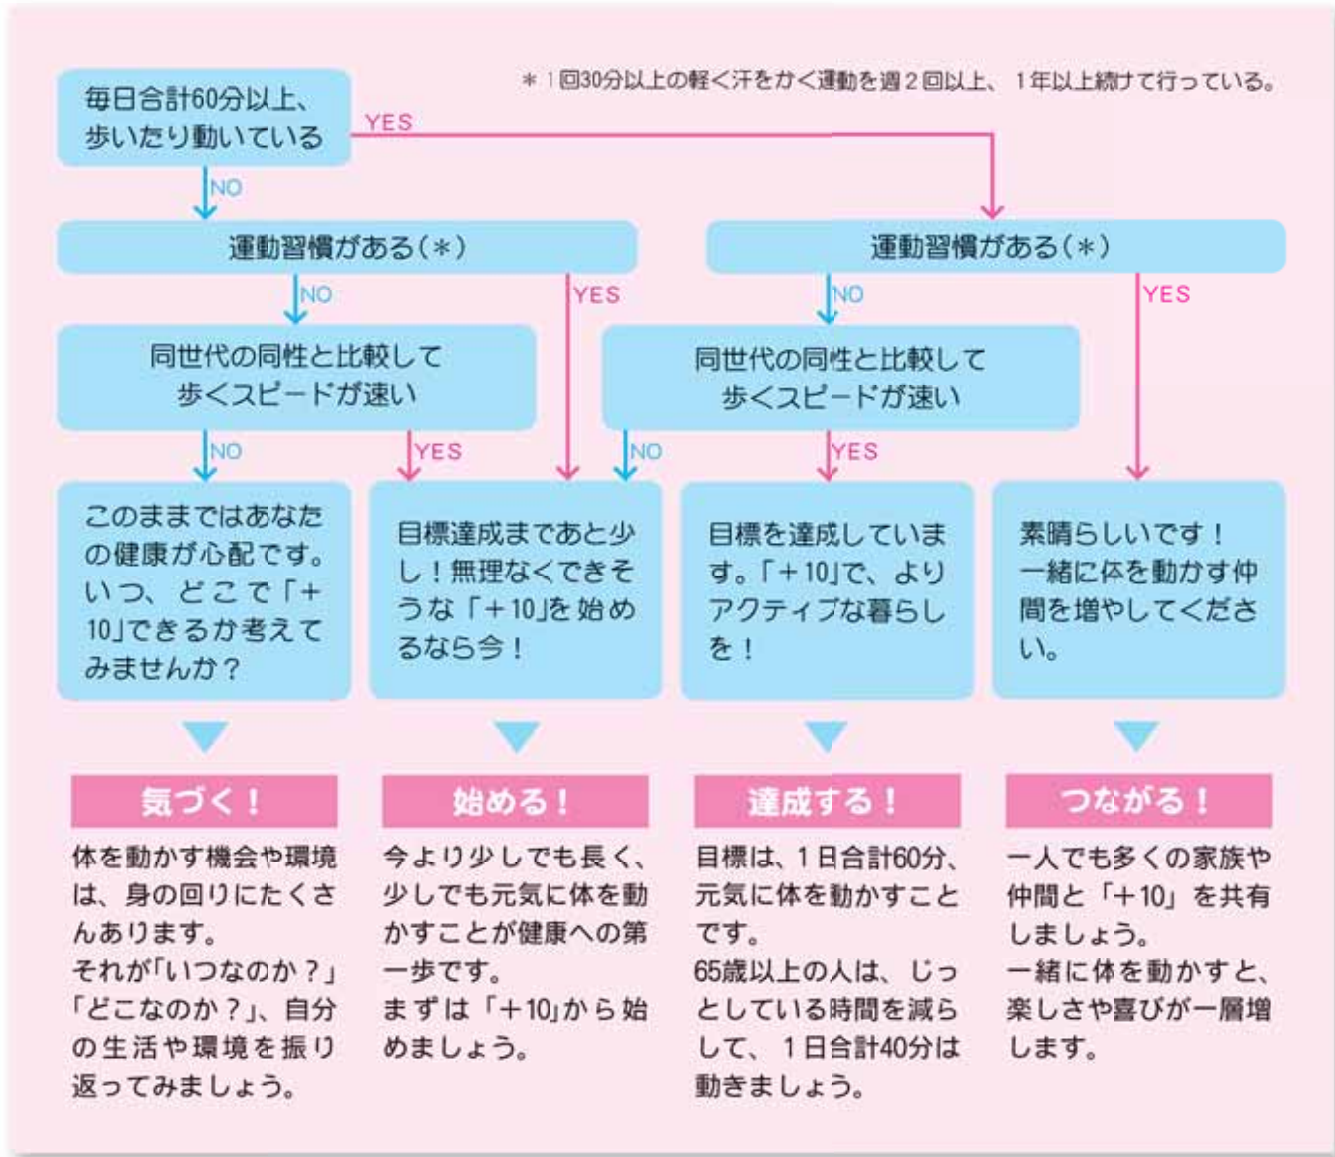 ＊1回30分以上の軽く汗をかく運動を週2回以上、1年以上続けて行っている。
毎日合計60分以上、
歩いたり動いている
YES
NO
運動習慣がある(＊)
運動習慣がある(＊)
NO
YES
NO
YES
同世代の同性と比較して
歩くスピードが速い
同世代の同性と比較して
歩くスピードが速い
NO
YES
NO
YES
このままではあなた
の健康が心配です。
いつ、どこで「＋
10」できるか考えて
みませんか？
目標達成まであと少
し！無理なくできそ
うな「＋10」を始め
るなら今！
目標を達成していま
す。「＋10」で、より
アクティブな暮らし
を！
素晴らしいです！
一緒に体を動かす仲
間を増やしてくださ
い。
気づく！
体を動かす機会や環境
は、身の回りにたくさ
んあります。
それが「いつなのか？」
「どこなのか？」、自分
の生活や環境を振り
返ってみましょう。
始める！
今より少しでも長く、
少しでも元気に体を動
かすことが健康への第
一歩です。
まずは「＋10」から始
めましょう。
達成する！
目標は、1日合計60分、
元気に体を動かすこと
です。
65歳以上の人は、じっ
としている時間を減ら
して、1日合計40分は
動きましょう。
つながる！
一人でも多くの家族や
仲間と「＋10」を共有
しましょう。
一緒に体を動かすと、
楽しさや喜びが一層増
します。